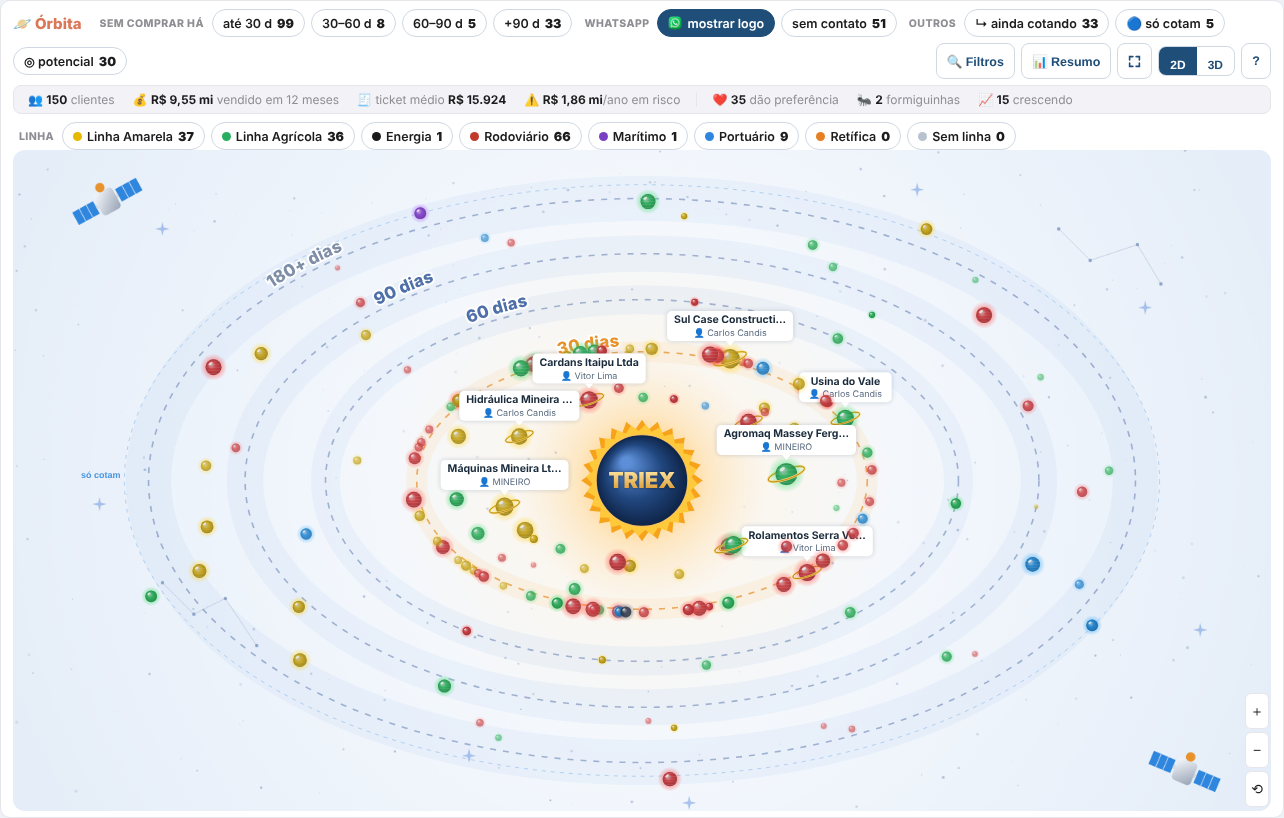 Órbita
SEM COMPRAR HÁ
até 30 d 99
30–60 d 8
60–90 d 5
+90 d 33
WHATSAPP
mostrar logo
sem contato 51
OUTROS
↳ ainda cotando 33
só cotam 5
◎ potencial 30
Filtros
Resumo
2D
3D
?
150 clientes
R$ 9,55 mi vendido em 12 meses
ticket médio R$ 15.924
R$ 1,86 mi/ano em risco
35 dão preferência
2 formiguinhas
15 crescendo
LINHA
Linha Amarela 37
Linha Agrícola 36
Energia 1
Rodoviário 66
Marítimo 1
Portuário 9
Retífica 0
Sem linha 0
180+ dias
90 dias
60 dias
30 dias
Sul Case Constructi...
Carlos Candis
Cardans Itaipu Ltda
Vitor Lima
Usina do Vale
Carlos Candis
Hidráulica Mineira ...
Carlos Candis
Agromaq Massey Ferg...
MINEIRO
Máquinas Mineira Lt...
MINEIRO
só cotam
TRIEX
Rolamentos Serra V...
Vitor Lima
+
−
⟲